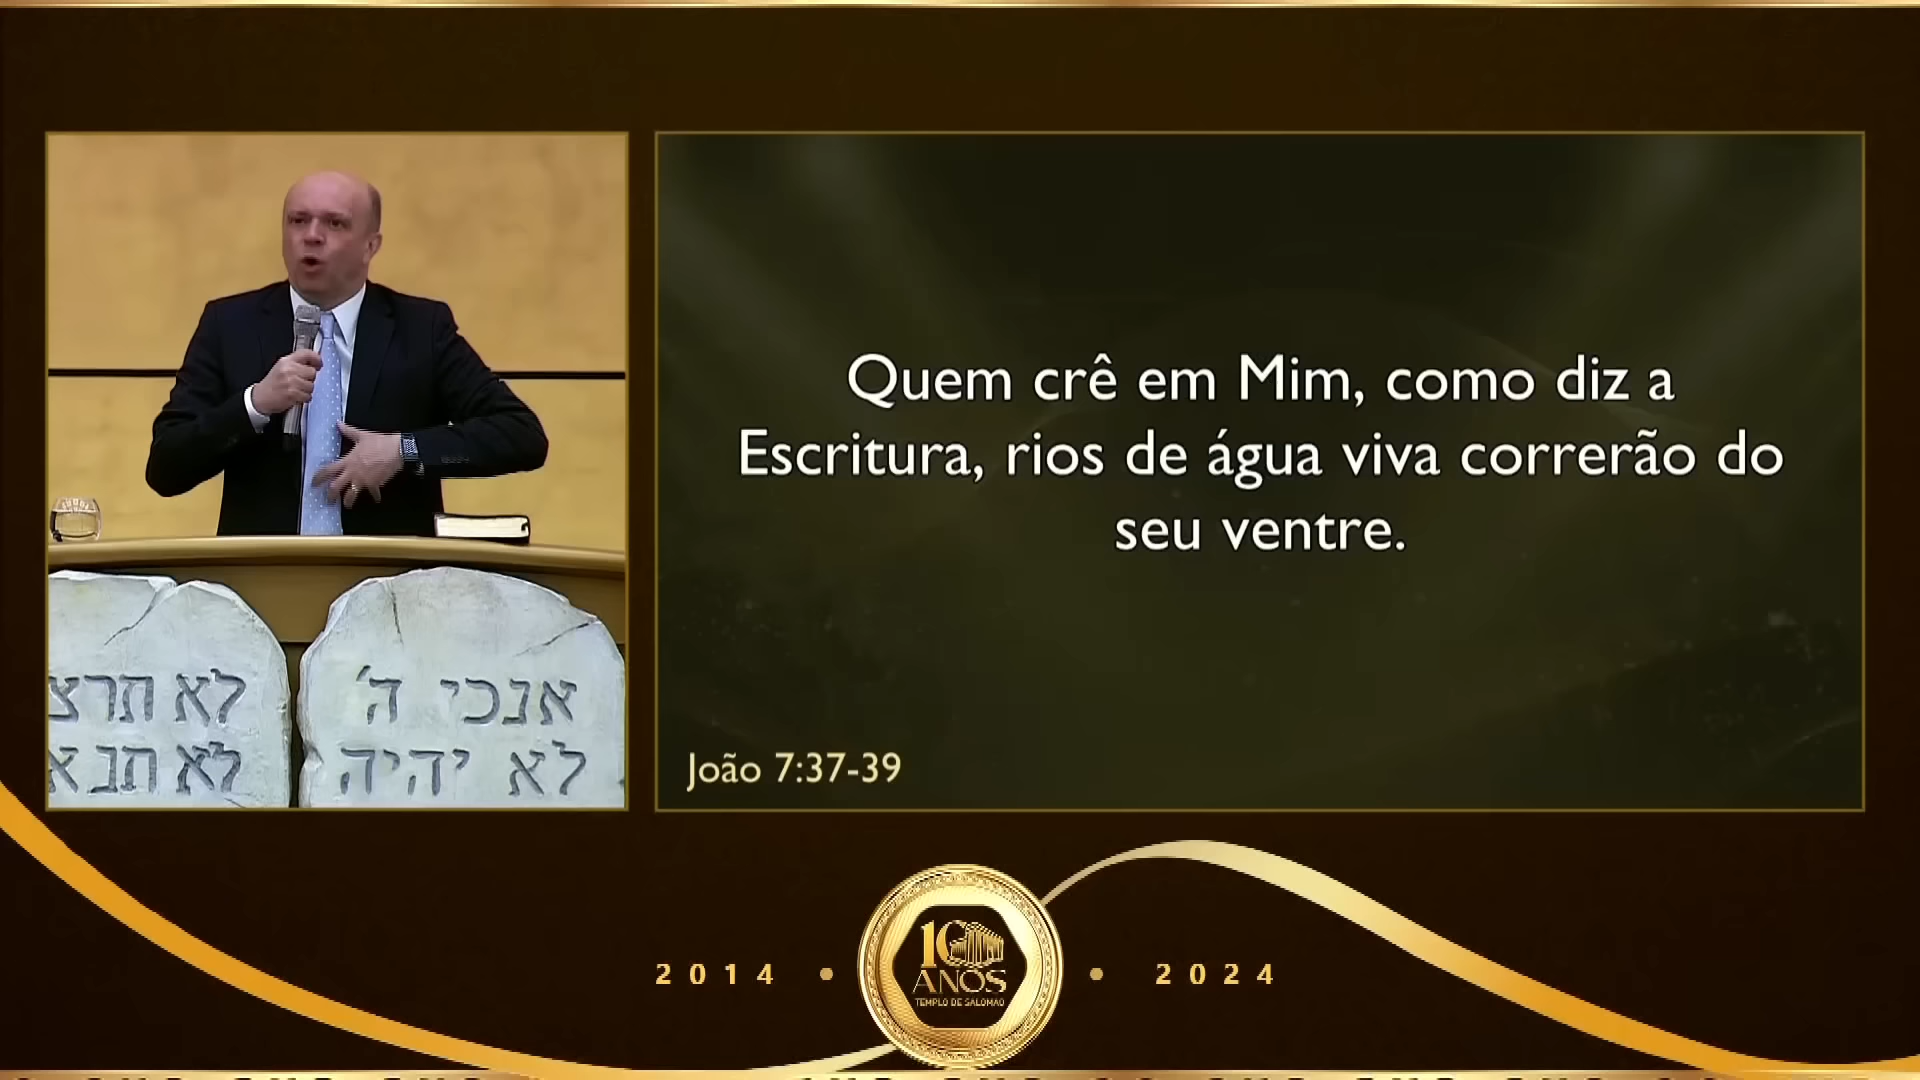 Quem crê em Mim, como diz a
Escritura, rios de água viva correrão do
seu ventre.
João 7:37-39
אנכי ה'
לא יהיה
לא תרצ
לא תנא
2014 • 10 ANOS • 2024
TEMPLO DE SALOMÃO